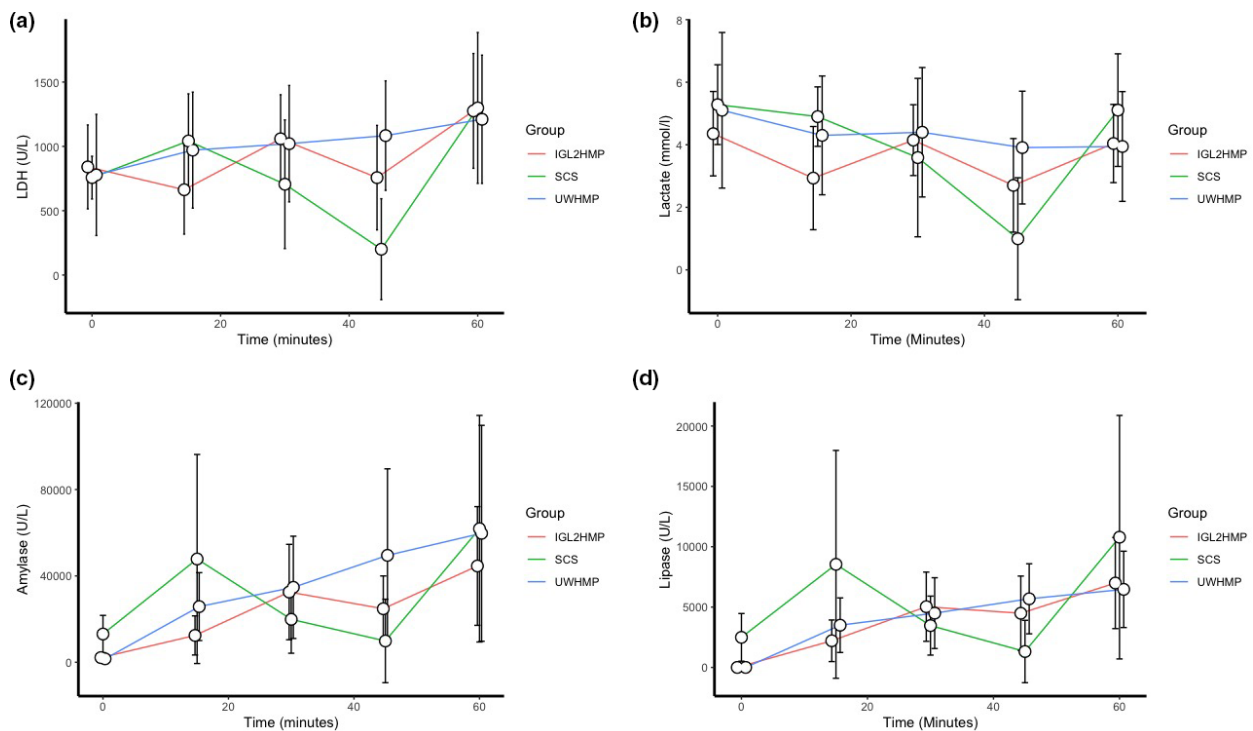 (a)
LDH (U/L)
1500
1000
500
0
0 20 40 60
Time (minutes)
Group
IGL2HMP
SCS
UWHMP
(b)
Lactate (mmol/l)
8
6
4
2
0
0 20 40 60
Time (Minutes)
Group
IGL2HMP
SCS
UWHMP
(c)
Amylase (U/L)
120000
80000
40000
0
0 20 40 60
Time (minutes)
Group
IGL2HMP
SCS
UWHMP
(d)
Lipase (U/L)
20000
15000
10000
5000
0
0 20 40 60
Time (Minutes)
Group
IGL2HMP
SCS
UWHMP